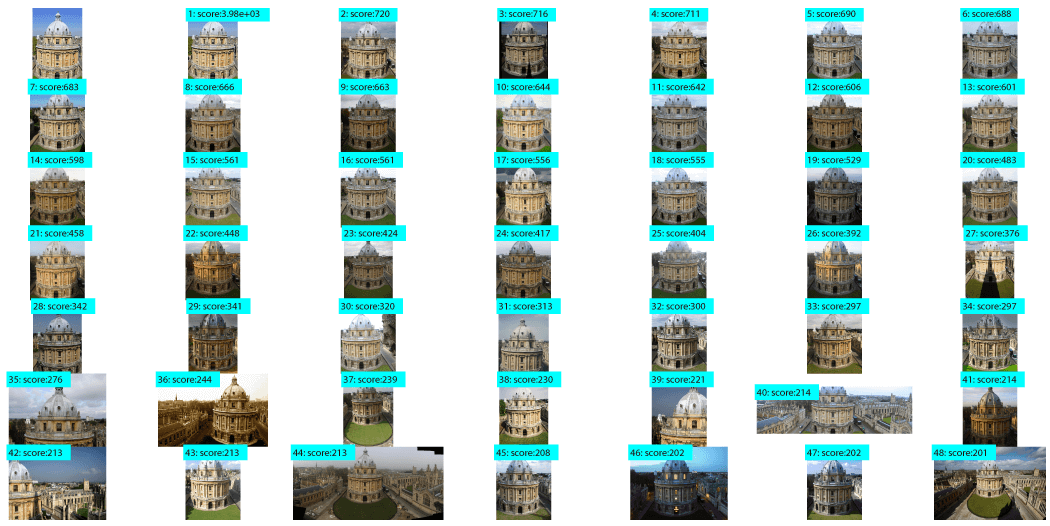 1: score:3.98e+03
2: score:720
3: score:716
4: score:711
5: score:690
6: score:688
7: score:683
8: score:666
9: score:663
10: score:644
11: score:642
12: score:606
13: score:601
14: score:598
15: score:561
16: score:561
17: score:556
18: score:555
19: score:529
20: score:483
21: score:458
22: score:448
23: score:424
24: score:417
25: score:404
26: score:392
27: score:376
28: score:342
29: score:341
30: score:320
31: score:313
32: score:300
33: score:297
34: score:297
35: score:276
36: score:244
37: score:239
38: score:230
39: score:221
40: score:214
41: score:214
42: score:213
43: score:213
44: score:213
45: score:208
46: score:202
47: score:202
48: score:201